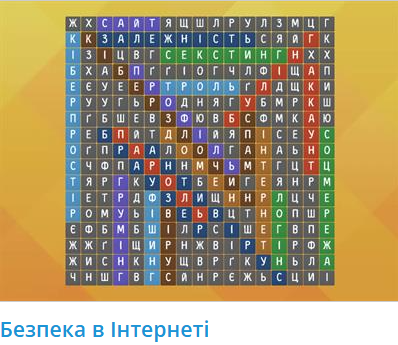 Ж Х С А Й Т Я Щ Ш Л Р У Л З М Ц Г
К К З А Л Е Ж Н І С Т Ь С Я Й Г К
І З І Ц В Г С Е К С Т И Н Г Н Х Х
Б Х А Б П Ґ Г І О Г Ч Л Ф І Щ А П
Е Є У Е Е Р Т Р О Л Ь Ґ Л Д Щ К И
Р У У Г Ь Р О Д Н Я Г У Б М Р К Ш
П Ґ Б Ш Е В З Ф Ю В Б С Ф М К А Ю
Р Е Б П Й Т Д Л І Й Я П І С Е У С
О Ґ П Р А А Л О О Л Г А Н А Ь Н О
С Ч Ф П А Р Н Н М Ч Ь М Т Г Ц Т Ц
Т Я Р Г К У О Т Б Е Й Г Е Я Н Р М
І Е Т Р Д Ф З Л И Щ Н Н Р Л Ц Ч Е
Р О М У Ь І В Е Ь В Ц Т Н О П Ш Р
Є Ф Б М Б Ш І Л Р С І Ш Е Г В П Е
Ж Ж Ґ І Щ И Р Н Ж В І Р Т І Р Ф Ж
Ж И С Н К Н У Щ В Р Г К У Н Ь Л А
Ч Н Ш Г В Г С Й Н Р Є Ж Ь С Ц И І
Безпека в Інтернеті